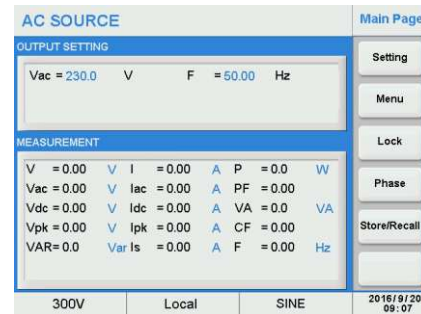 AC SOURCE
Main Page
OUTPUT SETTING
Vac = 230.0 V F = 50.00 Hz
Setting
Menu
MEASUREMENT
Lock
V = 0.00 V I = 0.00 A P = 0.0 W
Vac = 0.00 V Iac = 0.00 A PF = 0.00
Phase
Vdc = 0.00 V Idc = 0.00 A VA = 0.0 VA
Vpk = 0.00 V Ipk = 0.00 A CF = 0.00
Store/Recall
VAR= 0.0 Var Is = 0.00 A F = 0.00 Hz
300V Local SINE 2016/9/20
09:07